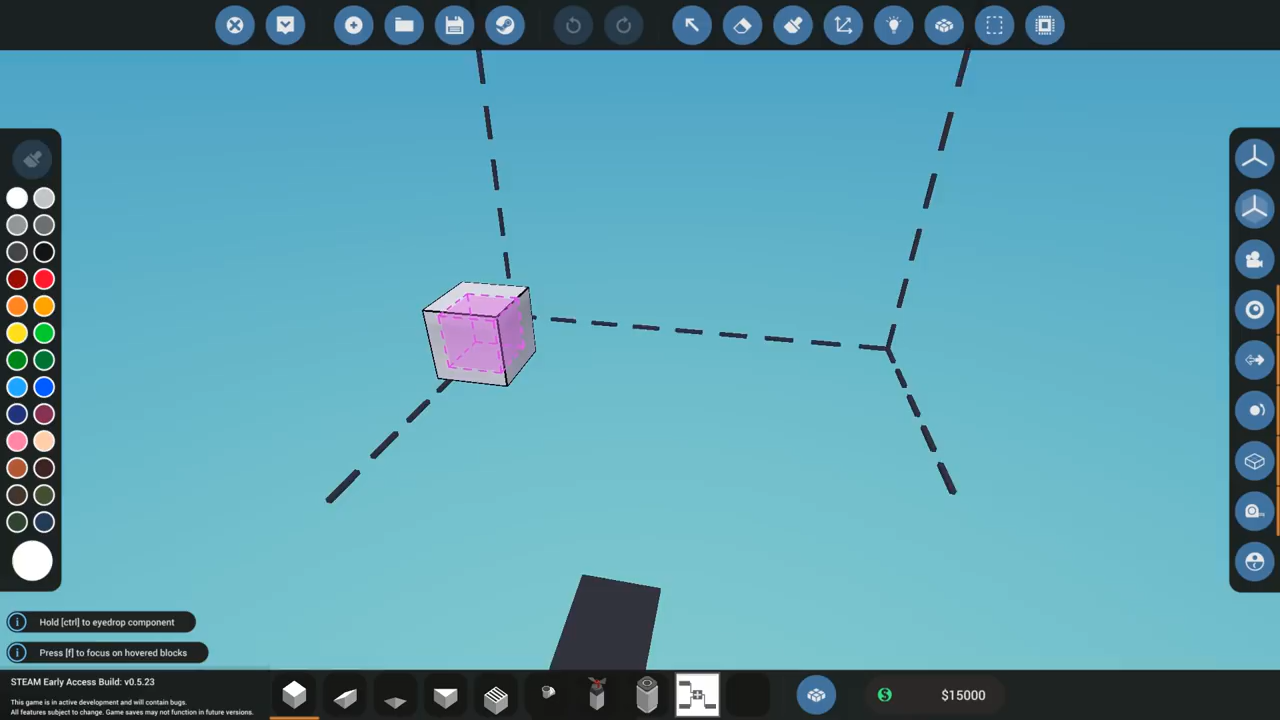 Hold [ctrl] to eyedrop component
Press [f] to focus on hovered blocks
STEAM Early Access Build: v0.5.23
This game is in active development and will contain bugs.
All features subject to change. Game saves may not function in future versions.
$15000